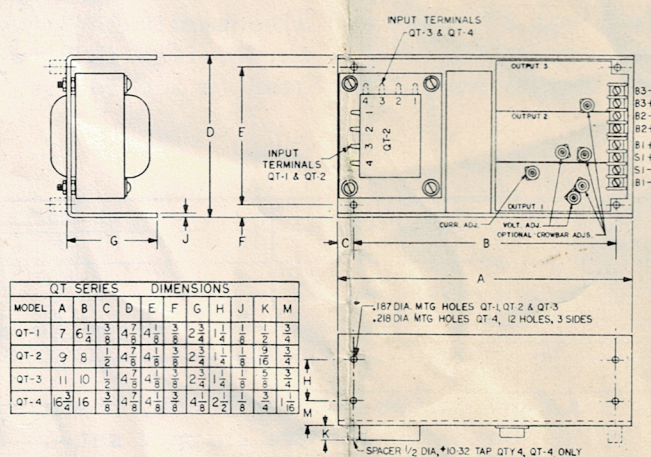 INPUT TERMINALS
QT-3 & QT-4
OUTPUT 3
4 3 2 1
1
2
3
4
QT-2
INPUT
TERMINALS
QT-1 & QT-2
OUTPUT 2
OUTPUT 1
B3-
B3+
B2-
B2+
B1+
S1+
S1-
B1-
CURR. ADJ.
VOLT. ADJ.
OPTIONAL CROWBAR ADJS.
D
E
G
J
F
C
B
A
QT SERIES DIMENSIONS
MODEL A B C D E F G H J K M
QT-1 7 6 1/4 3/8 4 7/8 4 1/8 3/8 2 3/4 1 1/4 1/8 1/2 3/4
QT-2 9 8 1/2 4 7/8 4 1/8 3/8 2 3/4 1 1/4 1/8 9/16 3/4
QT-3 11 10 1/2 4 7/8 4 1/8 3/8 2 3/4 1 1/4 1/8 5/8 3/4
QT-4 16 3/4 16 3/8 4 7/8 4 1/8 3/8 4 1/8 2 1/2 1/8 3/4 1 1/16
.187 DIA. MTG HOLES QT-1, QT-2 & QT-3
.218 DIA MTG HOLES QT-4, 12 HOLES, 3 SIDES
H
M
K
SPACER 1/2 DIA, #10-32 TAP QTY 4, QT-4 ONLY